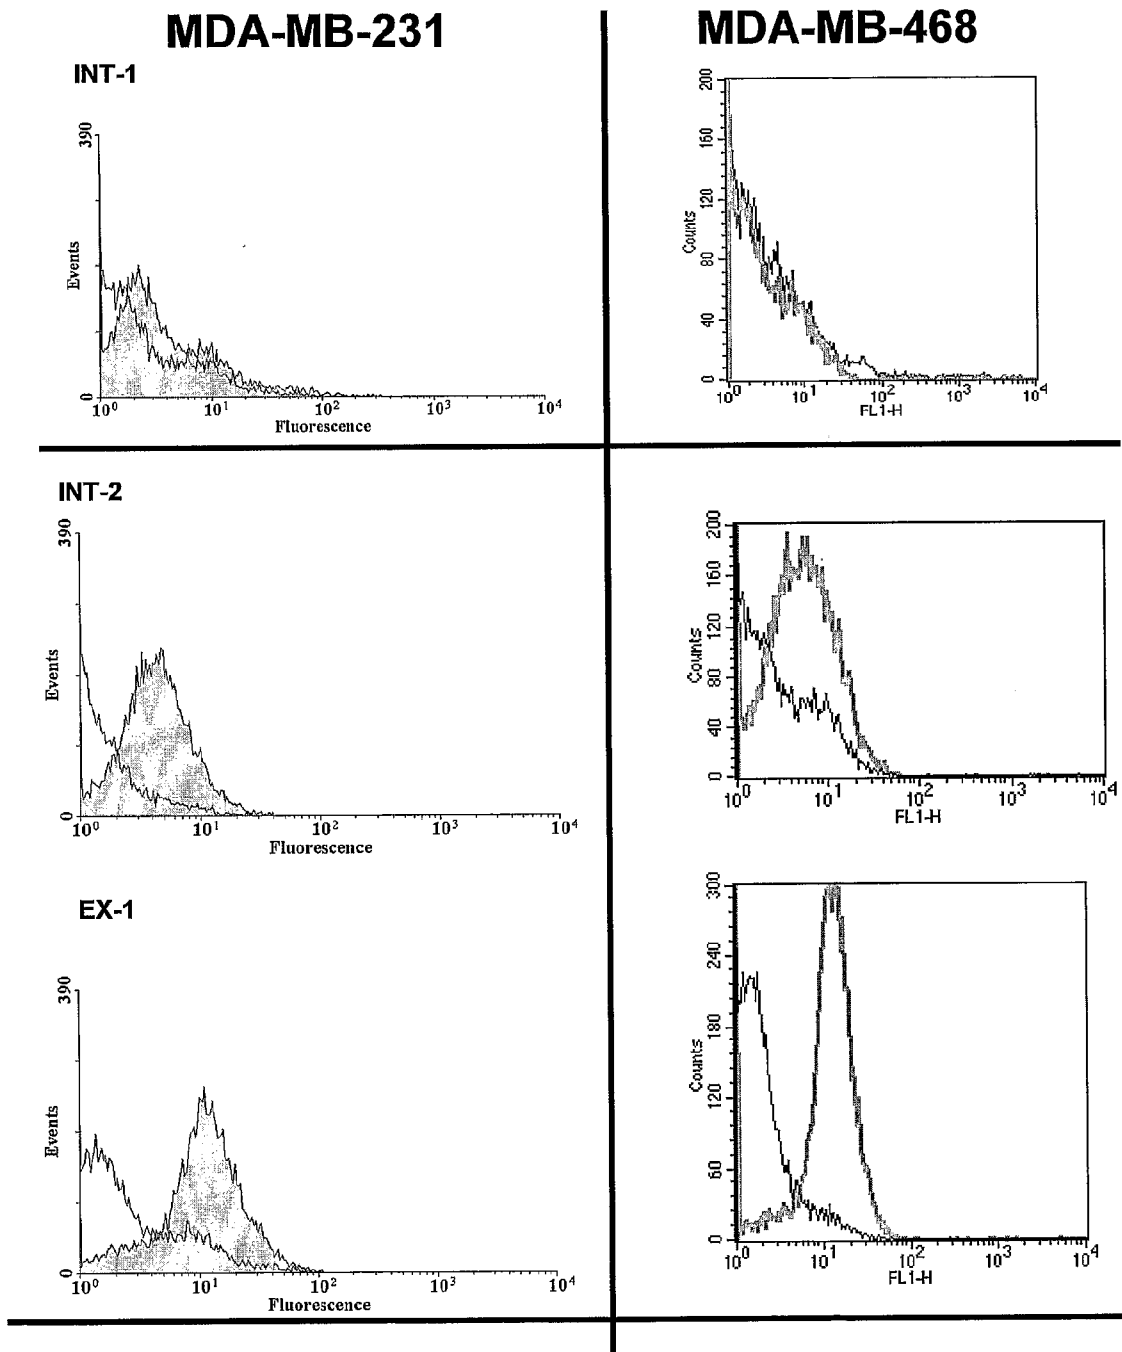 MDA-MB-231
MDA-MB-468
INT-1
390
Events
0
10⁰ 10¹ 10² 10³ 10⁴
Fluorescence
200
160
120
80
40
0
Counts
10⁰ 10¹ 10² 10³ 10⁴
FL1-H
INT-2
390
Events
0
10⁰ 10¹ 10² 10³ 10⁴
Fluorescence
200
160
120
80
40
0
Counts
10⁰ 10¹ 10² 10³ 10⁴
FL1-H
EX-1
390
Events
0
10⁰ 10¹ 10² 10³ 10⁴
Fluorescence
300
240
180
120
60
0
Counts
10⁰ 10¹ 10² 10³ 10⁴
FL1-H